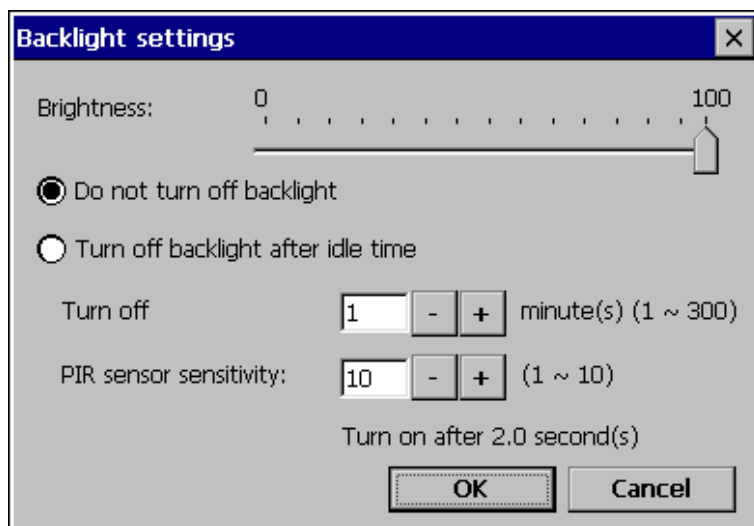 Backlight settings
Brightness: 0 100
Do not turn off backlight
Turn off backlight after idle time
Turn off 1 - + minute(s) (1 ~ 300)
PIR sensor sensitivity: 10 - + (1 ~ 10)
Turn on after 2.0 second(s)
OK Cancel